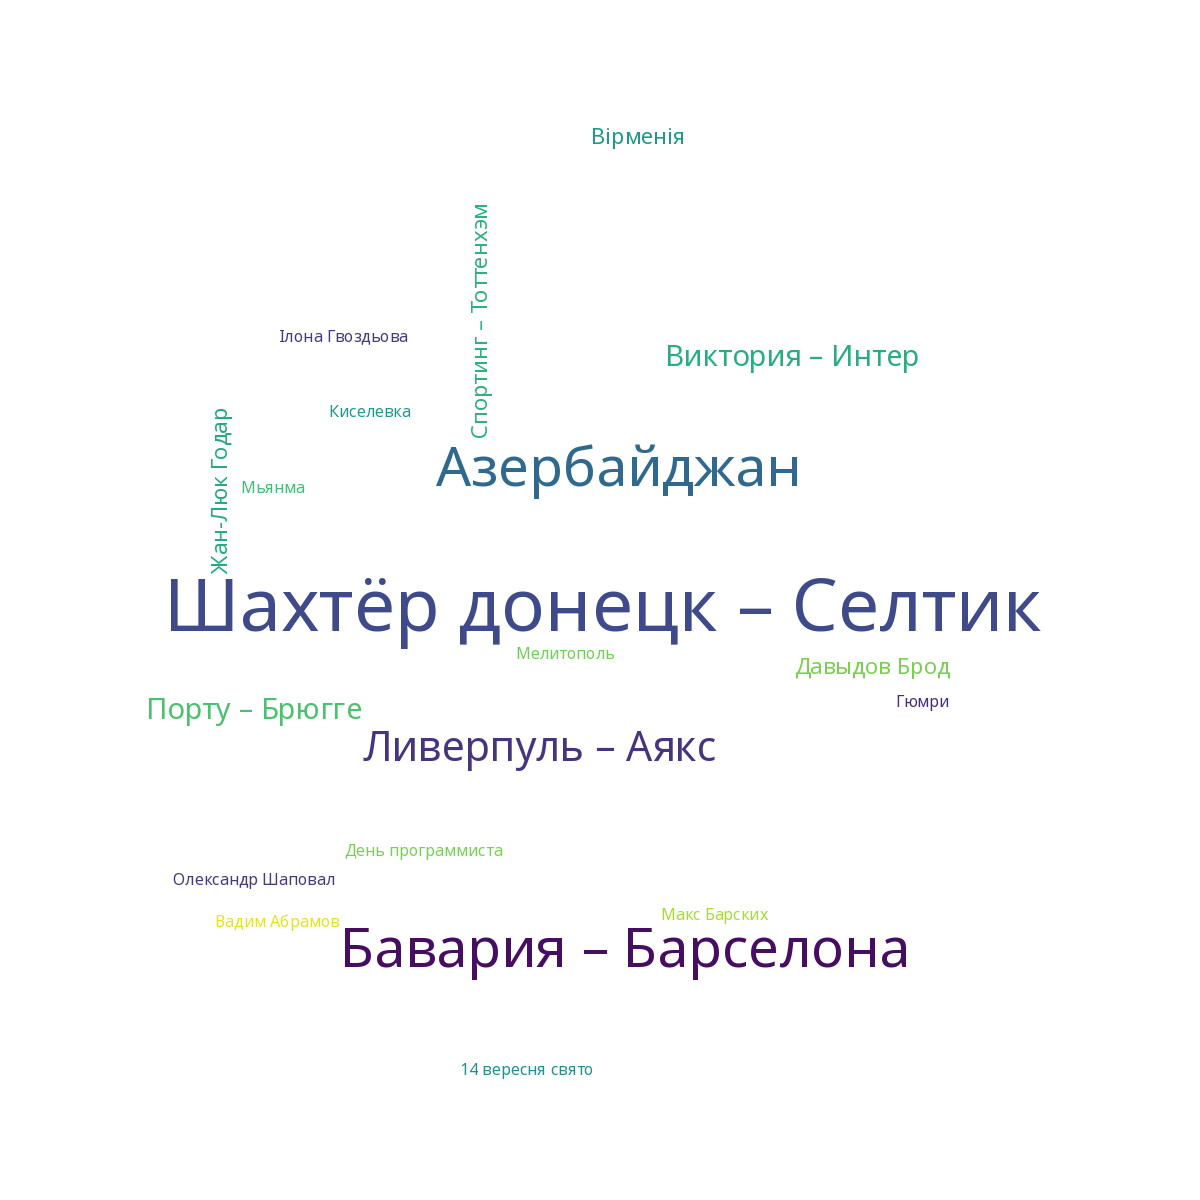 Вірменія
Спортинг – Тоттенхэм
Ілона Гвоздьова
Виктория – Интер
Киселевка
Жан-Люк Годар
Азербайджан
Мьянма
Шахтёр донецк – Селтик
Мелитополь
Давыдов Брод
Гюмри
Порту – Брюгге
Ливерпуль – Аякс
День программиста
Олександр Шаповал
Вадим Абрамов
Макс Барских
Бавария – Барселона
14 вересня свято